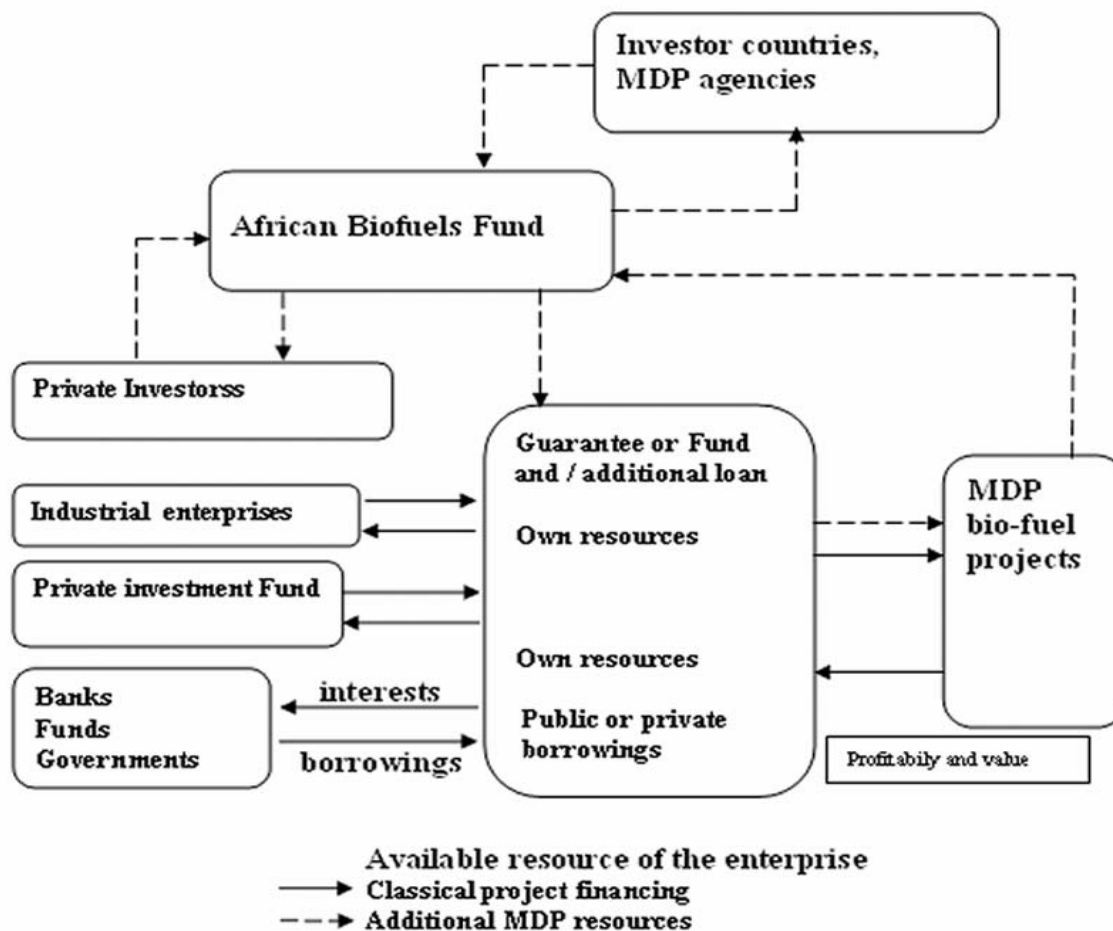 Investor countries,
MDP agencies
African Biofuels Fund
Private Investorss
Guarantee or Fund
and / additional loan
Industrial enterprises
Own resources
MDP
bio-fuel
projects
Private investment Fund
Own resources
Banks
Funds
Governments
interests
borrowings
Public or private
borrowings
Profitabily and value
Available resource of the enterprise
Classical project financing
Additional MDP resources